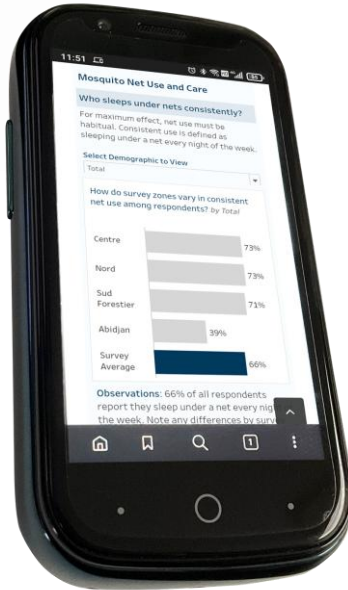 11:51
Mosquito Net Use and Care
Who sleeps under nets consistently?
For maximum effect, net use must be
habitual. Consistent use is defined as
sleeping under a net every night of the week.
Select Demographic to View
Total
How do survey zones vary in consistent
net use among respondents? by Total
Centre 73%
Nord 73%
Sud
Forestier 71%
Abidjan 39%
Survey
Average 66%
Observations: 66% of all respondents
report they sleep under a net every
the week. Note any differences by
1